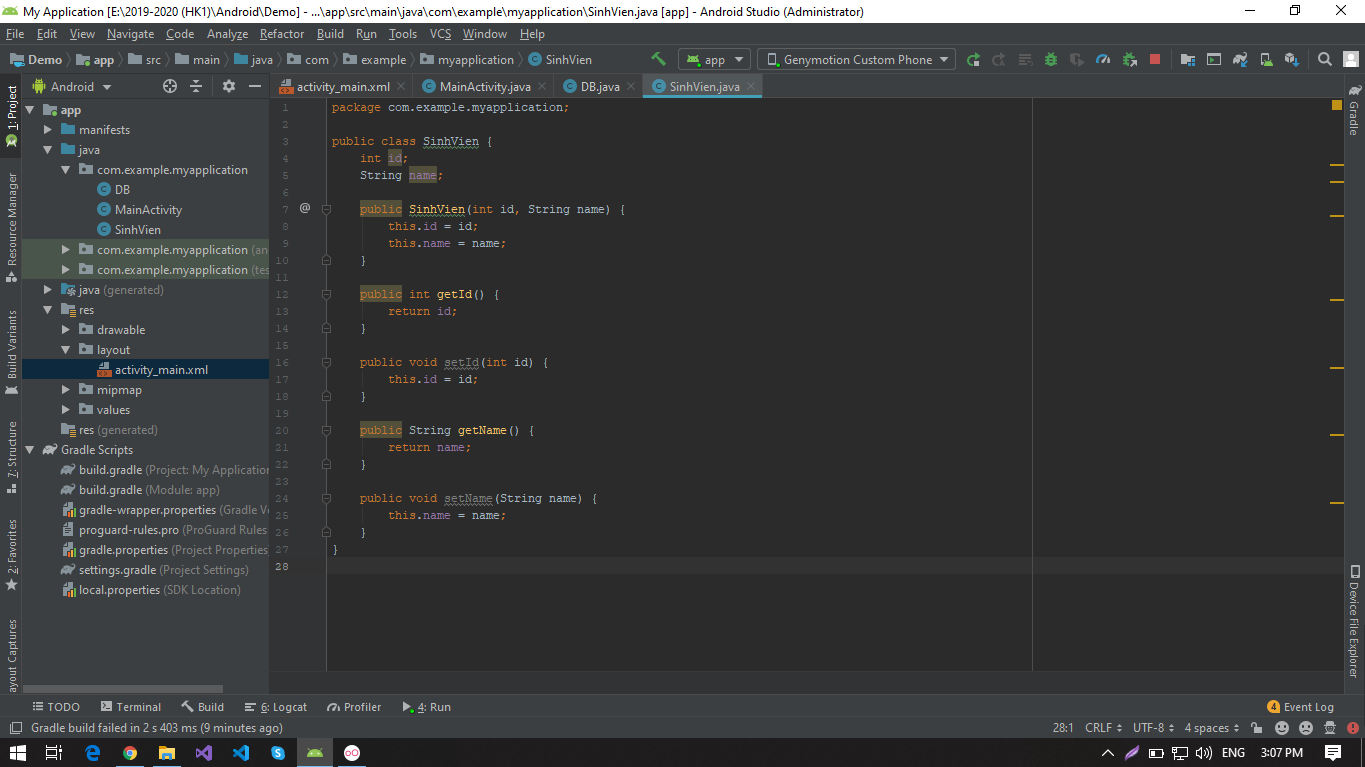 My Application [E:\2019-2020 (HK1)\Android\Demo] - ...\app\src\main\java\com\example\myapplication\SinhVien.java [app] - Android Studio (Administrator)
File Edit View Navigate Code Analyze Refactor Build Run Tools VCS Window Help
Demo app src main java com example myapplication SinhVien app Genymotion Custom Phone
Android
activity_main.xml MainActivity.java DB.java SinhVien.java
1: Project
Resource Manager
Build Variants
7: Structure
2: Favorites
ayout Captures
app
manifests
java
com.example.myapplication
DB
MainActivity
SinhVien
com.example.myapplication (an
com.example.myapplication (tes
java (generated)
res
drawable
layout
activity_main.xml
mipmap
values
res (generated)
Gradle Scripts
build.gradle (Project: My Application
build.gradle (Module: app)
gradle-wrapper.properties (Gradle Ve
proguard-rules.pro (ProGuard Rules
gradle.properties (Project Properties
settings.gradle (Project Settings)
local.properties (SDK Location)
1 package com.example.myapplication;
2
3 public class SinhVien {
4 int id;
5 String name;
6
7 @ public SinhVien(int id, String name) {
8 this.id = id;
9 this.name = name;
10 }
11
12 public int getId() {
13 return id;
14 }
15
16 public void setId(int id) {
17 this.id = id;
18 }
19
20 public String getName() {
21 return name;
22 }
23
24 public void setName(String name) {
25 this.name = name;
26 }
27 }
28
Gradle
Device File Explorer
TODO Terminal Build 6: Logcat Profiler 4: Run 4 Event Log
Gradle build failed in 2 s 403 ms (9 minutes ago) 28:1 CRLF UTF-8 4 spaces
ENG 3:07 PM